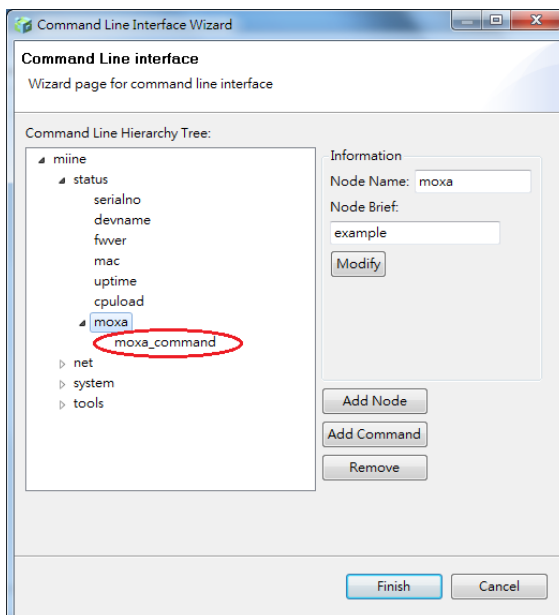 Command Line Interface Wizard
Command Line interface
Wizard page for command line interface
Command Line Hierarchy Tree:
miine
status
serialno
devname
fwver
mac
uptime
cpuload
moxa
moxa_command
net
system
tools
Information
Node Name: moxa
Node Brief:
example
Modify
Add Node
Add Command
Remove
Finish Cancel